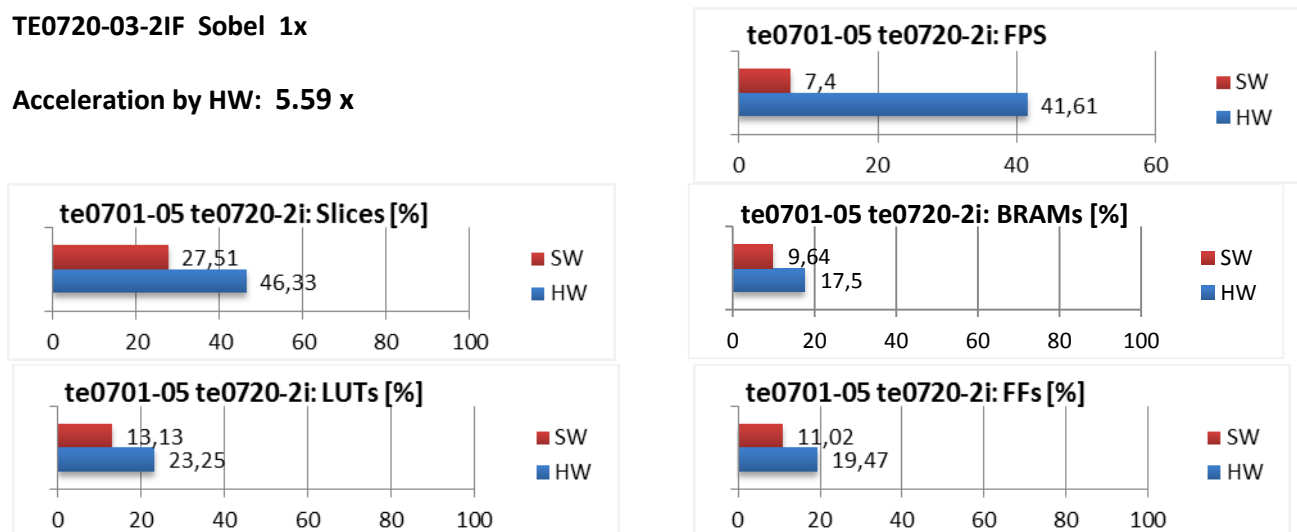 TE0720-03-2IF Sobel 1x
Acceleration by HW: 5.59 x
te0701-05 te0720-2i: FPS
7,4
41,61
SW
HW
0 20 40 60
te0701-05 te0720-2i: Slices [%]
27,51
46,33
SW
HW
0 20 40 60 80 100
te0701-05 te0720-2i: BRAMs [%]
9,64
17,5
SW
HW
0 20 40 60 80 100
te0701-05 te0720-2i: LUTs [%]
13,13
23,25
SW
HW
0 20 40 60 80 100
te0701-05 te0720-2i: FFs [%]
11,02
19,47
SW
HW
0 20 40 60 80 100